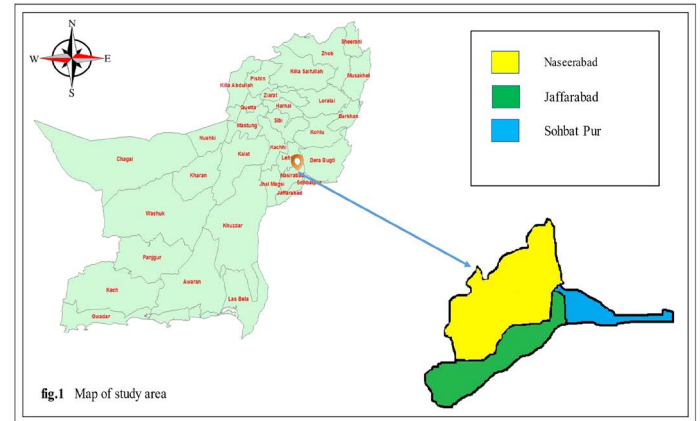 N
W E
S
Sheerani
Zhob
Killa Saifullah
Musakhel
Pishin
Killa Abdullah
Ziarat
Loralai
Quetta
Harnai
Barkhan
Sibi
Mastung
Kohlu
Nushki
Kachhi
Kalat
Dera Bugti
Chagai
Kharan
Jhal Magsi
Jaffarabad
Washuk
Khuzdar
Panjgur
Awaran
Kech
Las Bela
Gwadar
Naseerabad
Jaffarabad
Sohbat Pur
fig.1 Map of study area